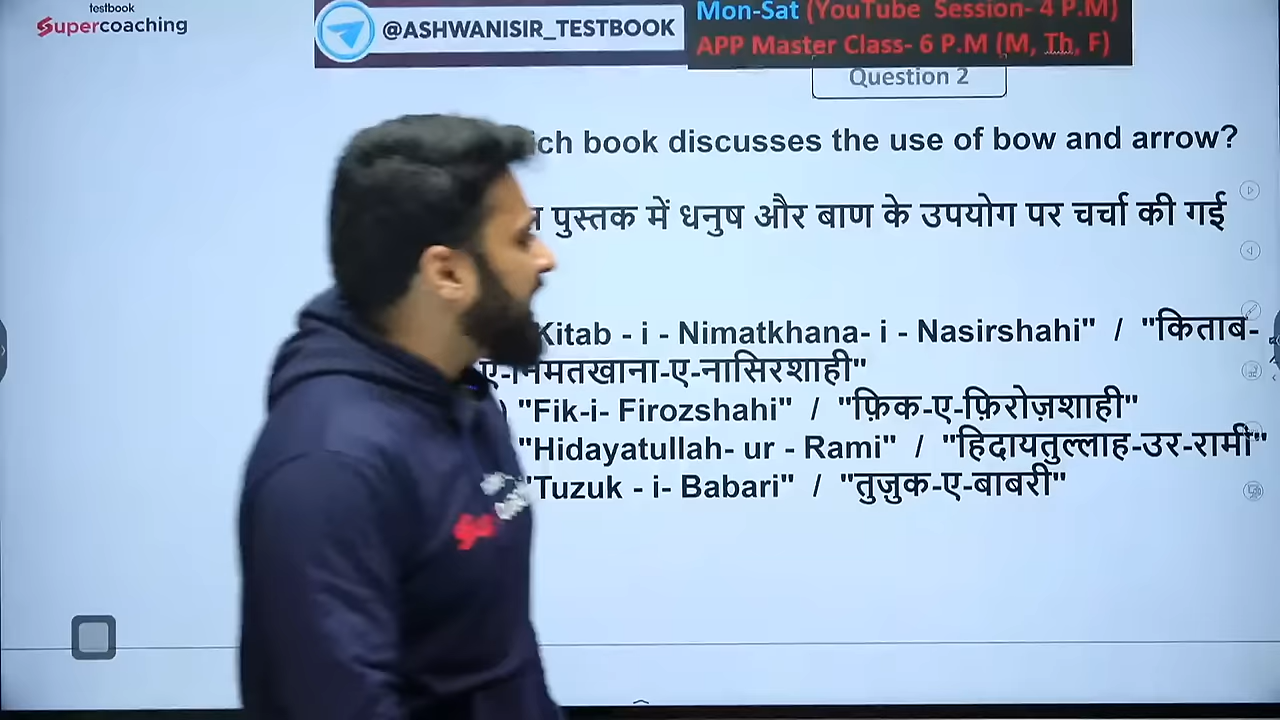 testbook
Supercoaching
@ASHWANISIR_TESTBOOK
Mon-Sat (YouTube Session- 4 P.M)
APP Master Class- 6 P.M (M, Th, F)
Question 2
book discusses the use of bow and arrow?
पुस्तक में धनुष और बाण के उपयोग पर चर्चा की गई
Kitab - i - Nimatkhana- i - Nasirshahi" / "किताब-
ए-निमतखाना-ए-नासिरशाही"
) "Fik-i- Firozshahi" / "फ़िक-ए-फ़िरोज़शाही"
"Hidayatullah- ur - Rami" / "हिदायतुल्लाह-उर-रामी"
"Tuzuk - i- Babari" / "तुज़ुक-ए-बाबरी"